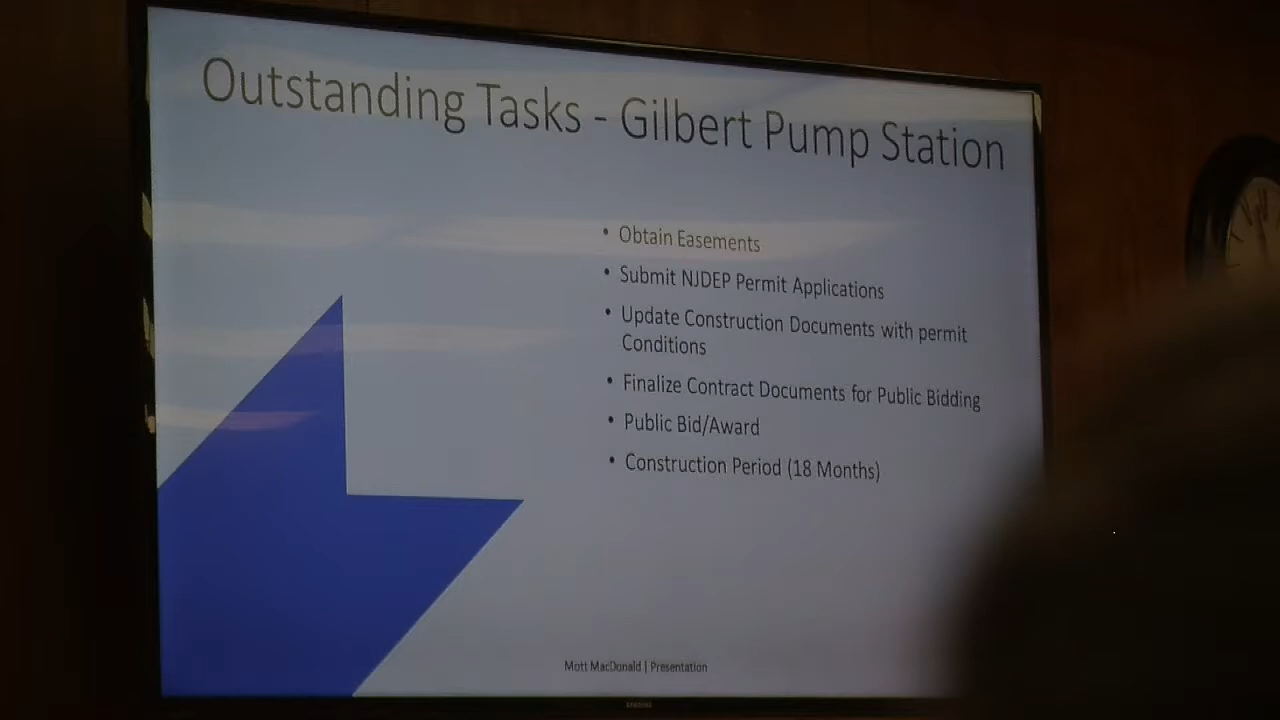 Outstanding Tasks - Gilbert Pump Station
• Obtain Easements
• Submit NJDEP Permit Applications
• Update Construction Documents with permit
Conditions
• Finalize Contract Documents for Public Bidding
• Public Bid/Award
• Construction Period (18 Months)
Mott MacDonald | Presentation
SAMSUNG